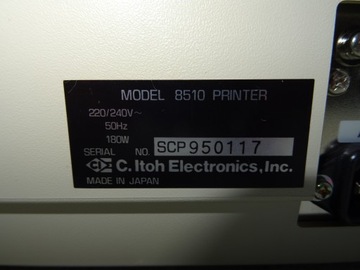 MODEL 8510 PRINTER
220/240V~
50Hz
180W
SERIAL NO. SCP950117
C. Itoh Electronics, Inc.
MADE IN JAPAN